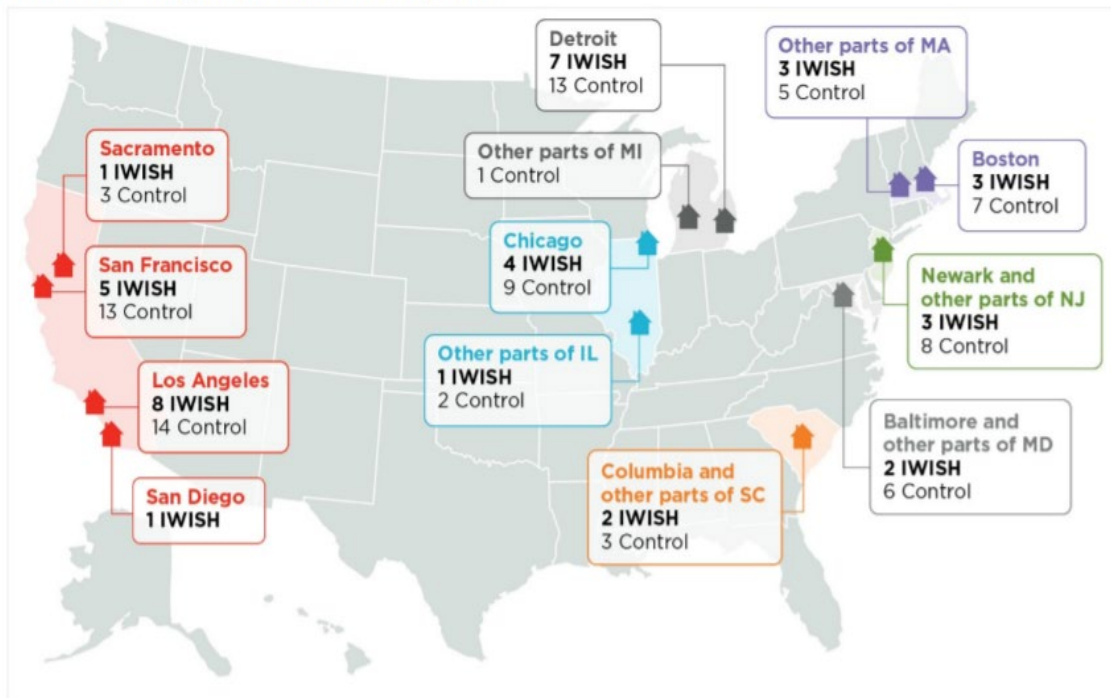 Detroit
7 IWISH
13 Control
Other parts of MA
3 IWISH
5 Control
Sacramento
1 IWISH
3 Control
Other parts of MI
1 Control
Boston
3 IWISH
7 Control
San Francisco
5 IWISH
13 Control
Chicago
4 IWISH
9 Control
Newark and
other parts of NJ
3 IWISH
8 Control
Other parts of IL
1 IWISH
2 Control
Los Angeles
8 IWISH
14 Control
Baltimore and
other parts of MD
2 IWISH
6 Control
Columbia and
other parts of SC
2 IWISH
3 Control
San Diego
1 IWISH